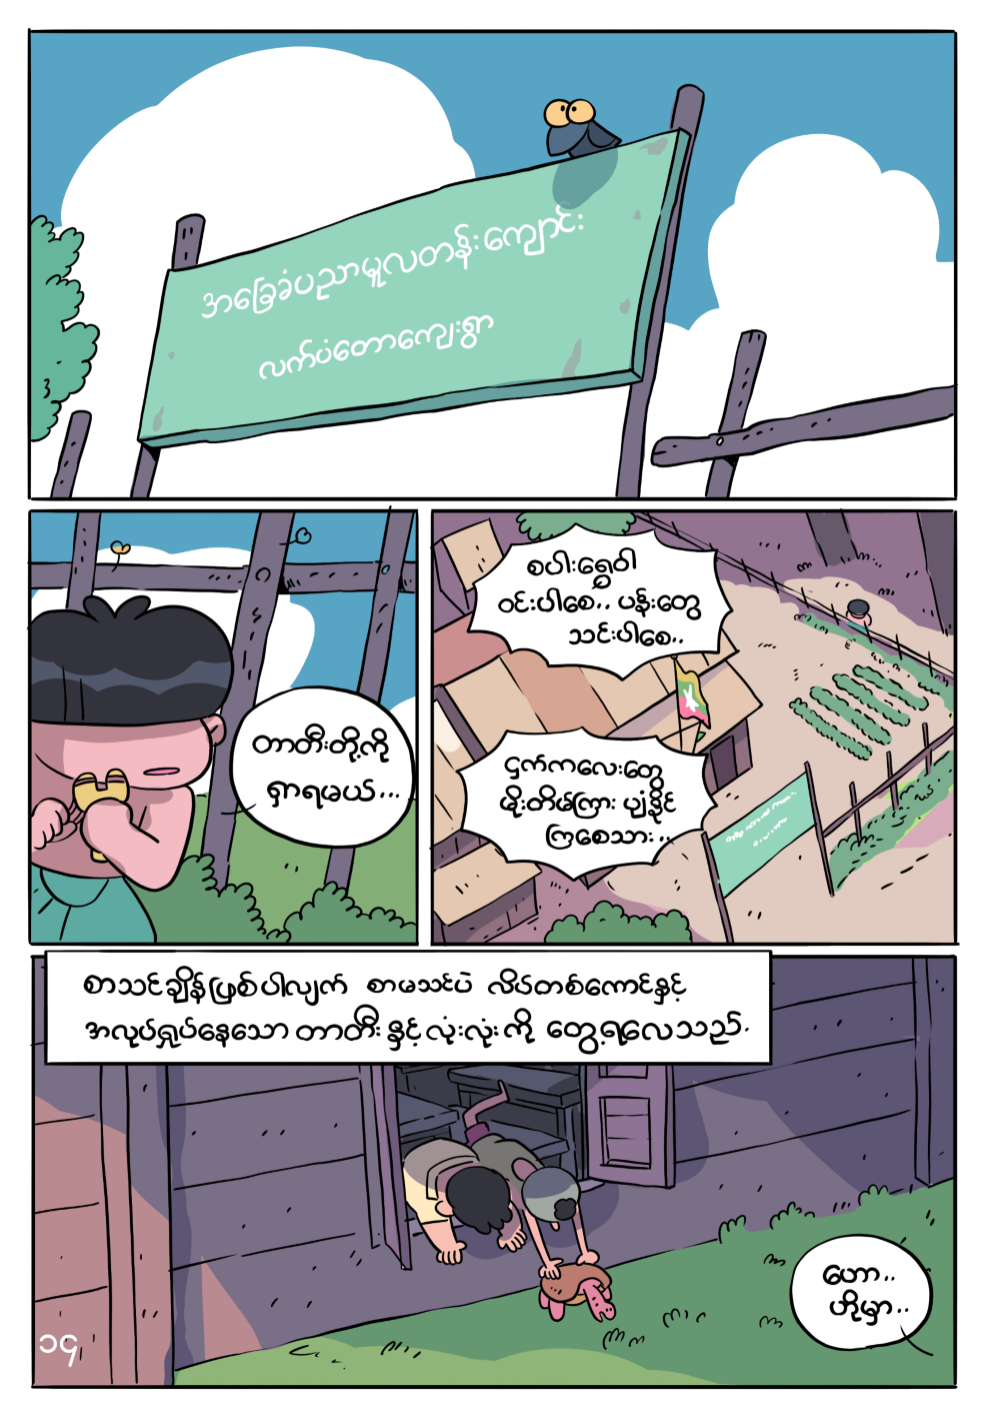 အခြေခံပညာမူလတန်းကျောင်း
လက်ပံတောကျေးရွာ
တာတီးတို့ကို
ရှာရမယ်...
စပါးရွှေဝါ
ဝင်းပါစေ.. ပန်းတွေ
သင်းပါစေ..
ငှက်ကလေးတွေ
မိုးတိမ်ကြား ပျံနိုင်
ကြစေသား..
စာသင်ချိန်ဖြစ်ပါလျက် စာမသင်ပဲ လိပ်တစ်ကောင်နှင့်
အလုပ်ရှုပ်နေသော တာတီး နှင့် လုံးလုံး ကို တွေ့ရလေသည်.
ဟော..
ဟိုမှာ..
၁၄